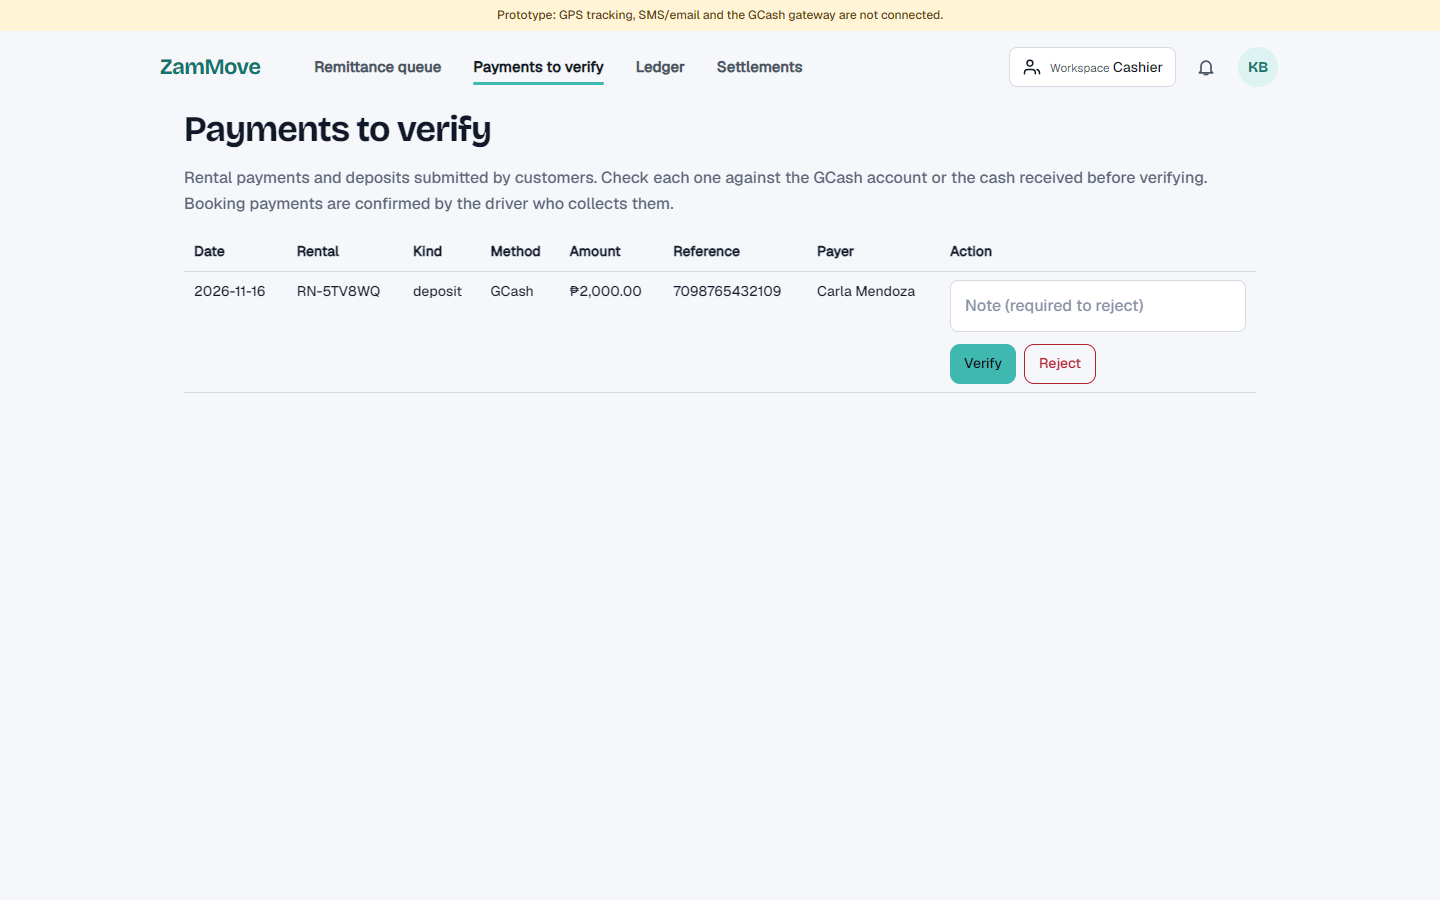 Prototype: GPS tracking, SMS/email and the GCash gateway are not connected.
ZamMove Remittance queue Payments to verify Ledger Settlements Workspace Cashier KB
Payments to verify
Rental payments and deposits submitted by customers. Check each one against the GCash account or the cash received before verifying.
Booking payments are confirmed by the driver who collects them.
Date Rental Kind Method Amount Reference Payer Action
2026-11-16 RN-5TV8WQ deposit GCash ₱2,000.00 7098765432109 Carla Mendoza
Note (required to reject)
Verify Reject